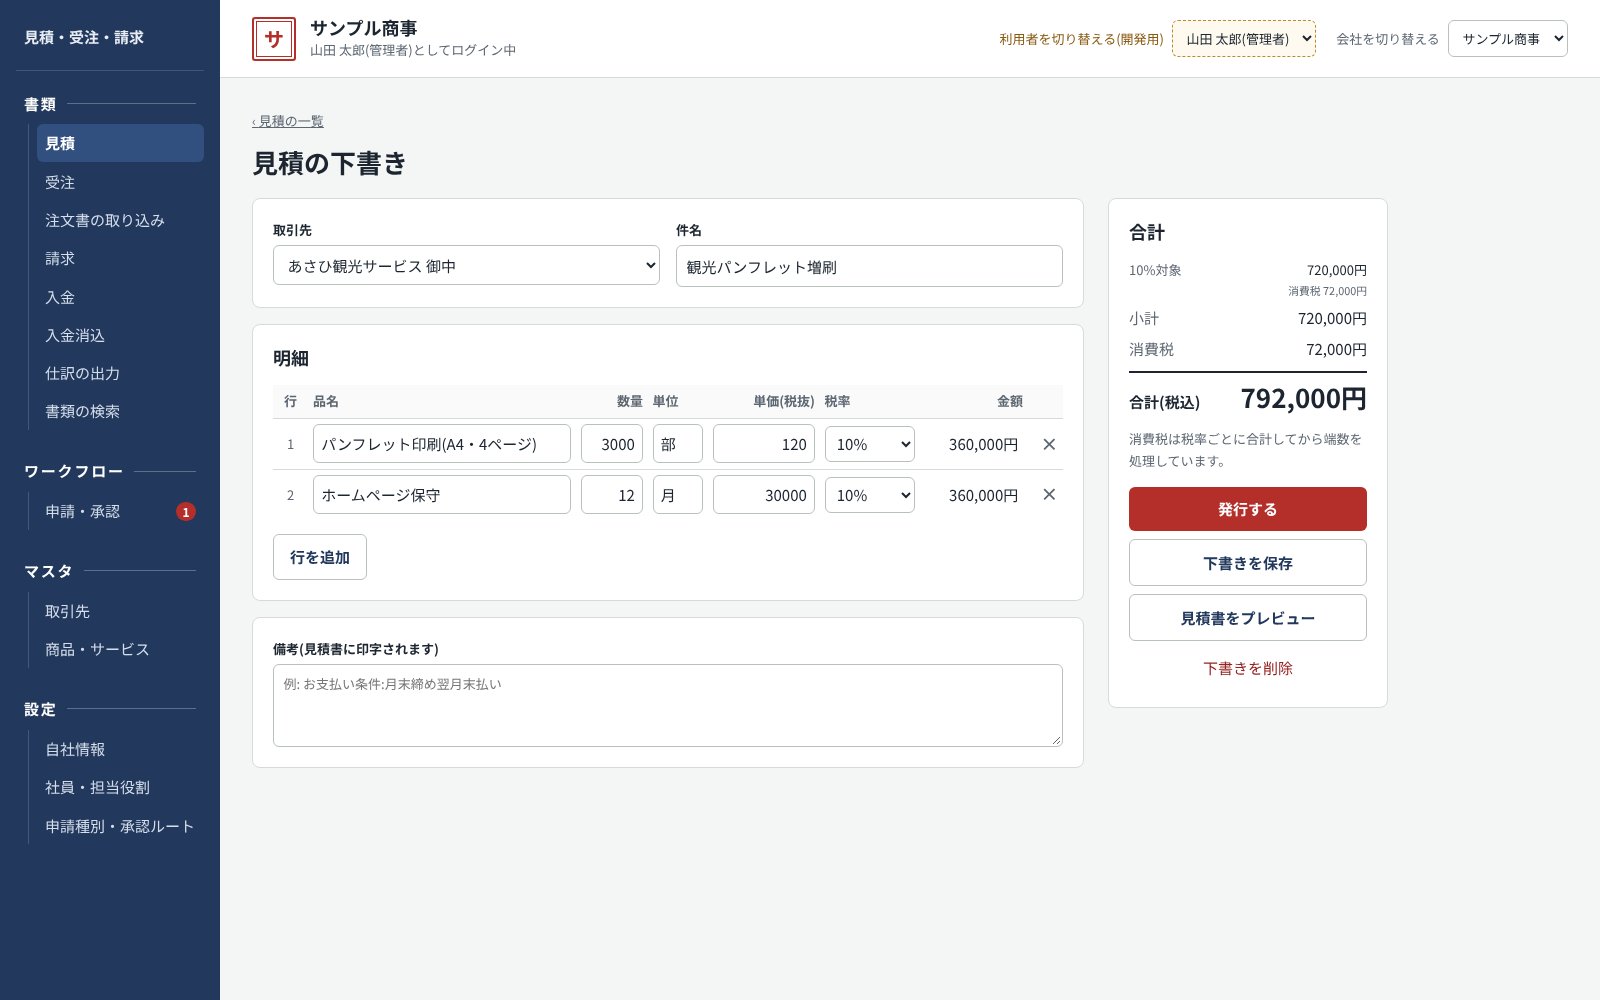 見積・受注・請求
書類
見積
受注
注文書の取り込み
請求
入金
入金消込
仕訳の出力
書類の検索
ワークフロー
申請・承認 1
マスタ
取引先
商品・サービス
設定
自社情報
社員・担当役割
申請種別・承認ルート
サ
サンプル商事
山田 太郎(管理者)としてログイン中
利用者を切り替える(開発用) 山田 太郎(管理者)
会社を切り替える サンプル商事
‹ 見積の一覧
見積の下書き
取引先
あさひ観光サービス 御中
件名
観光パンフレット増刷
明細
行 品名 数量 単位 単価(税抜) 税率 金額
1 パンフレット印刷(A4・4ページ) 3000 部 120 10% 360,000円 ×
2 ホームページ保守 12 月 30000 10% 360,000円 ×
行を追加
備考(見積書に印字されます)
例: お支払い条件:月末締め翌月末払い
合計
10%対象 720,000円
消費税 72,000円
小計 720,000円
消費税 72,000円
合計(税込) 792,000円
消費税は税率ごとに合計してから端数を
処理しています。
発行する
下書きを保存
見積書をプレビュー
下書きを削除